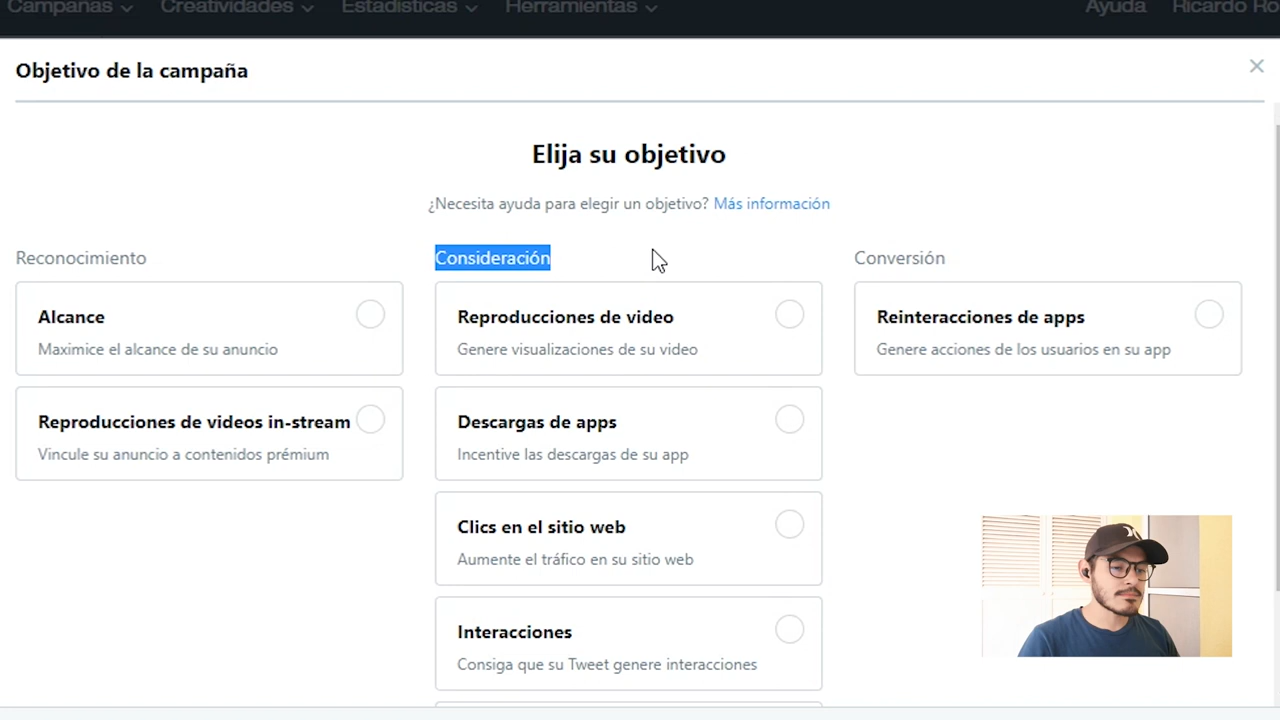 Campañas
Creatividades
Estadísticas
Herramientas
Ayuda
Ricardo Ro
Objetivo de la campaña
Elija su objetivo
¿Necesita ayuda para elegir un objetivo? Más información
Reconocimiento
Alcance
Maximice el alcance de su anuncio
Reproducciones de videos in-stream
Vincule su anuncio a contenidos prémium
Consideración
Reproducciones de video
Genere visualizaciones de su video
Descargas de apps
Incentive las descargas de su app
Clics en el sitio web
Aumente el tráfico en su sitio web
Interacciones
Consiga que su Tweet genere interacciones
Conversión
Reinteracciones de apps
Genere acciones de los usuarios en su app